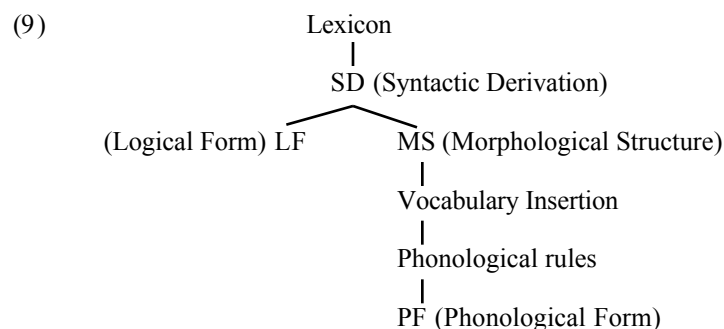 (9) Lexicon
SD (Syntactic Derivation)
(Logical Form) LF MS (Morphological Structure)
Vocabulary Insertion
Phonological rules
PF (Phonological Form)